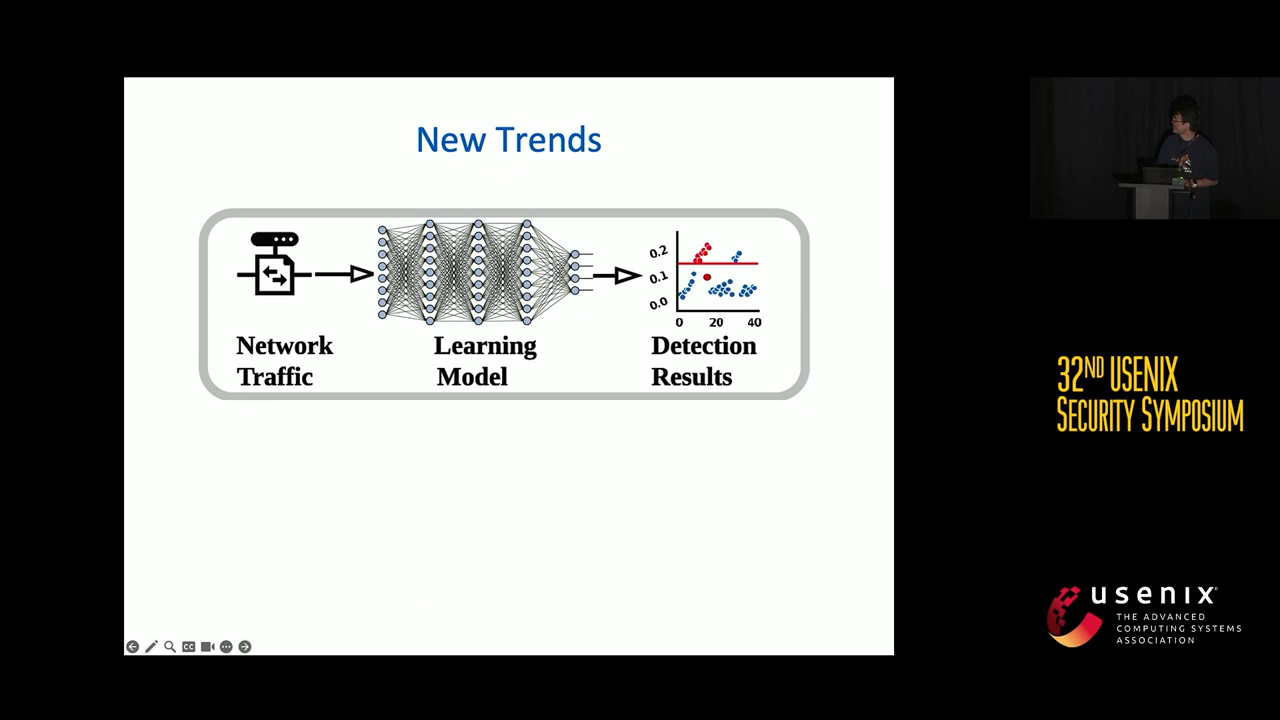 New Trends
0.2
0.1
0.0
0 20 40
Network
Traffic
Learning
Model
Detection
Results
CC
32ND USENIX
SECURITY SYMPOSIUM
usenix
THE ADVANCED
COMPUTING SYSTEMS
ASSOCIATION